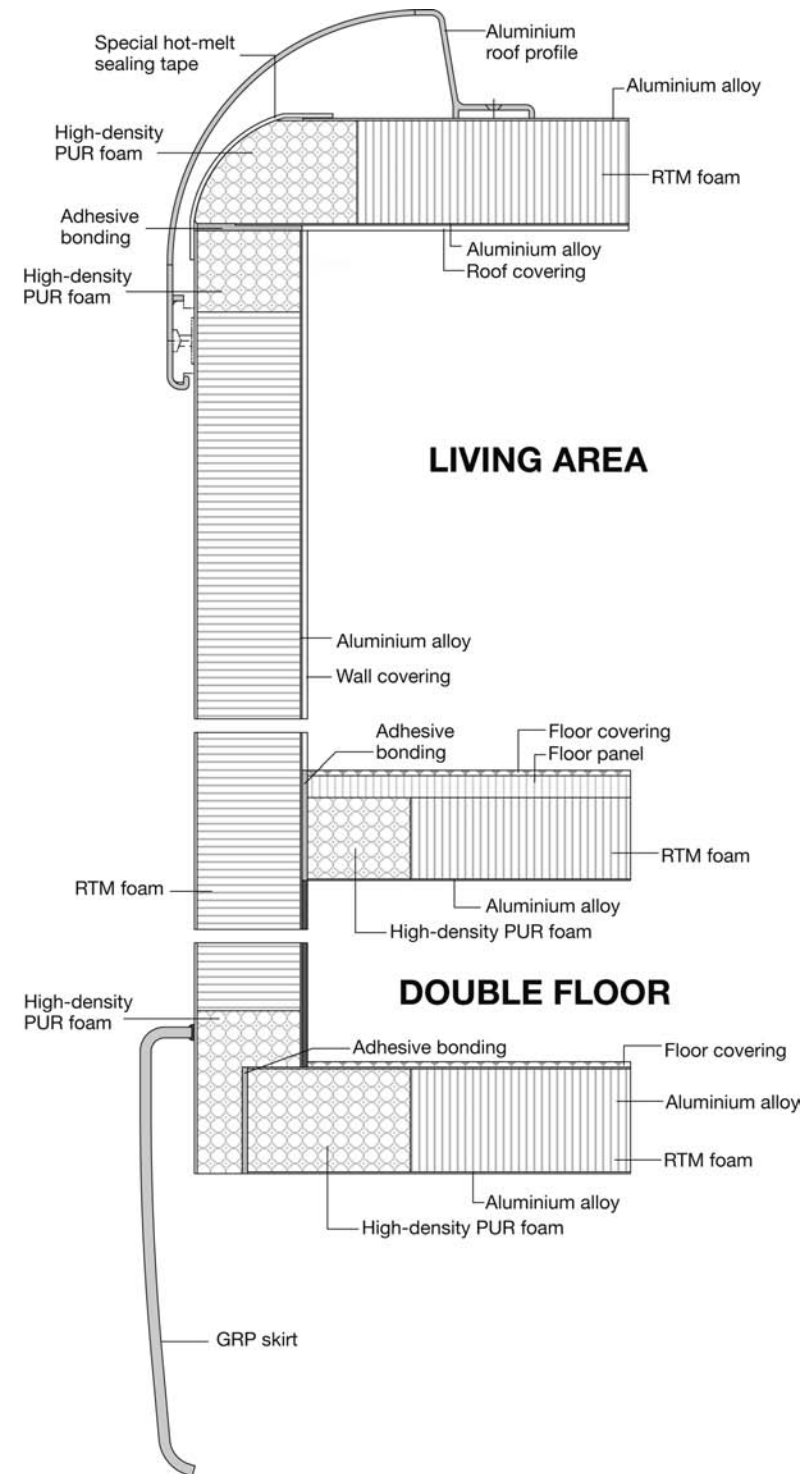 Aluminium
roof profile
Special hot-melt
sealing tape
Aluminium alloy
High-density
PUR foam
RTM foam
Adhesive
bonding
Aluminium alloy
Roof covering
High-density
PUR foam
LIVING AREA
Aluminium alloy
Wall covering
Adhesive
bonding
Floor covering
Floor panel
RTM foam
RTM foam
Aluminium alloy
High-density PUR foam
DOUBLE FLOOR
High-density
PUR foam
Adhesive bonding
Floor covering
Aluminium alloy
RTM foam
Aluminium alloy
High-density PUR foam
GRP skirt